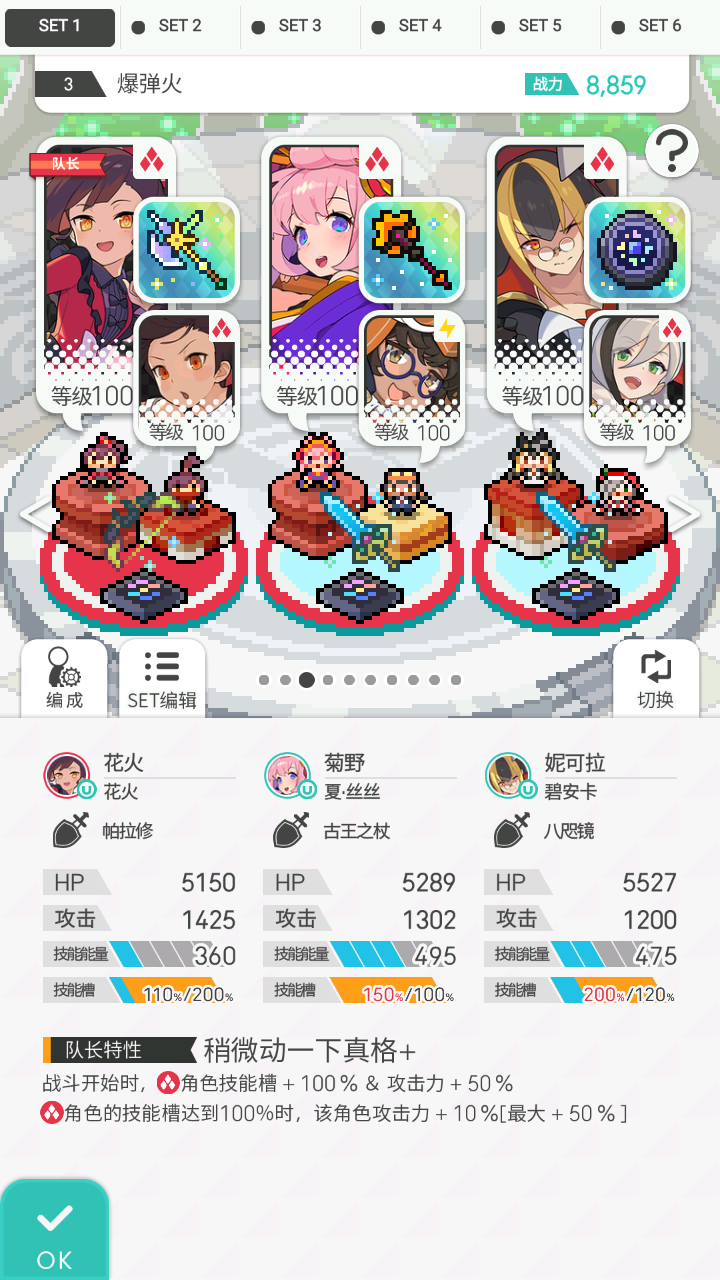 SET 1
SET 2
SET 3
SET 4
SET 5
SET 6
3
爆弹火
战力
8,859
队长
?
等级100
等级100
等级100
等级 100
等级 100
等级 100
编成
SET编辑
切换
花火
花火
帕拉修
菊野
夏·丝丝
古王之杖
妮可拉
碧安卡
八咫镜
HP 5150
HP 5289
HP 5527
攻击 1425
攻击 1302
攻击 1200
技能能量 360
技能能量 495
技能能量 475
技能槽 110%/200%
技能槽 150%/100%
技能槽 200%/120%
队长特性 稍微动一下真格+
战斗开始时，角色技能槽+100% & 攻击力+50%
角色的技能槽达到100%时，该角色攻击力+10%[最大+50%]
OK